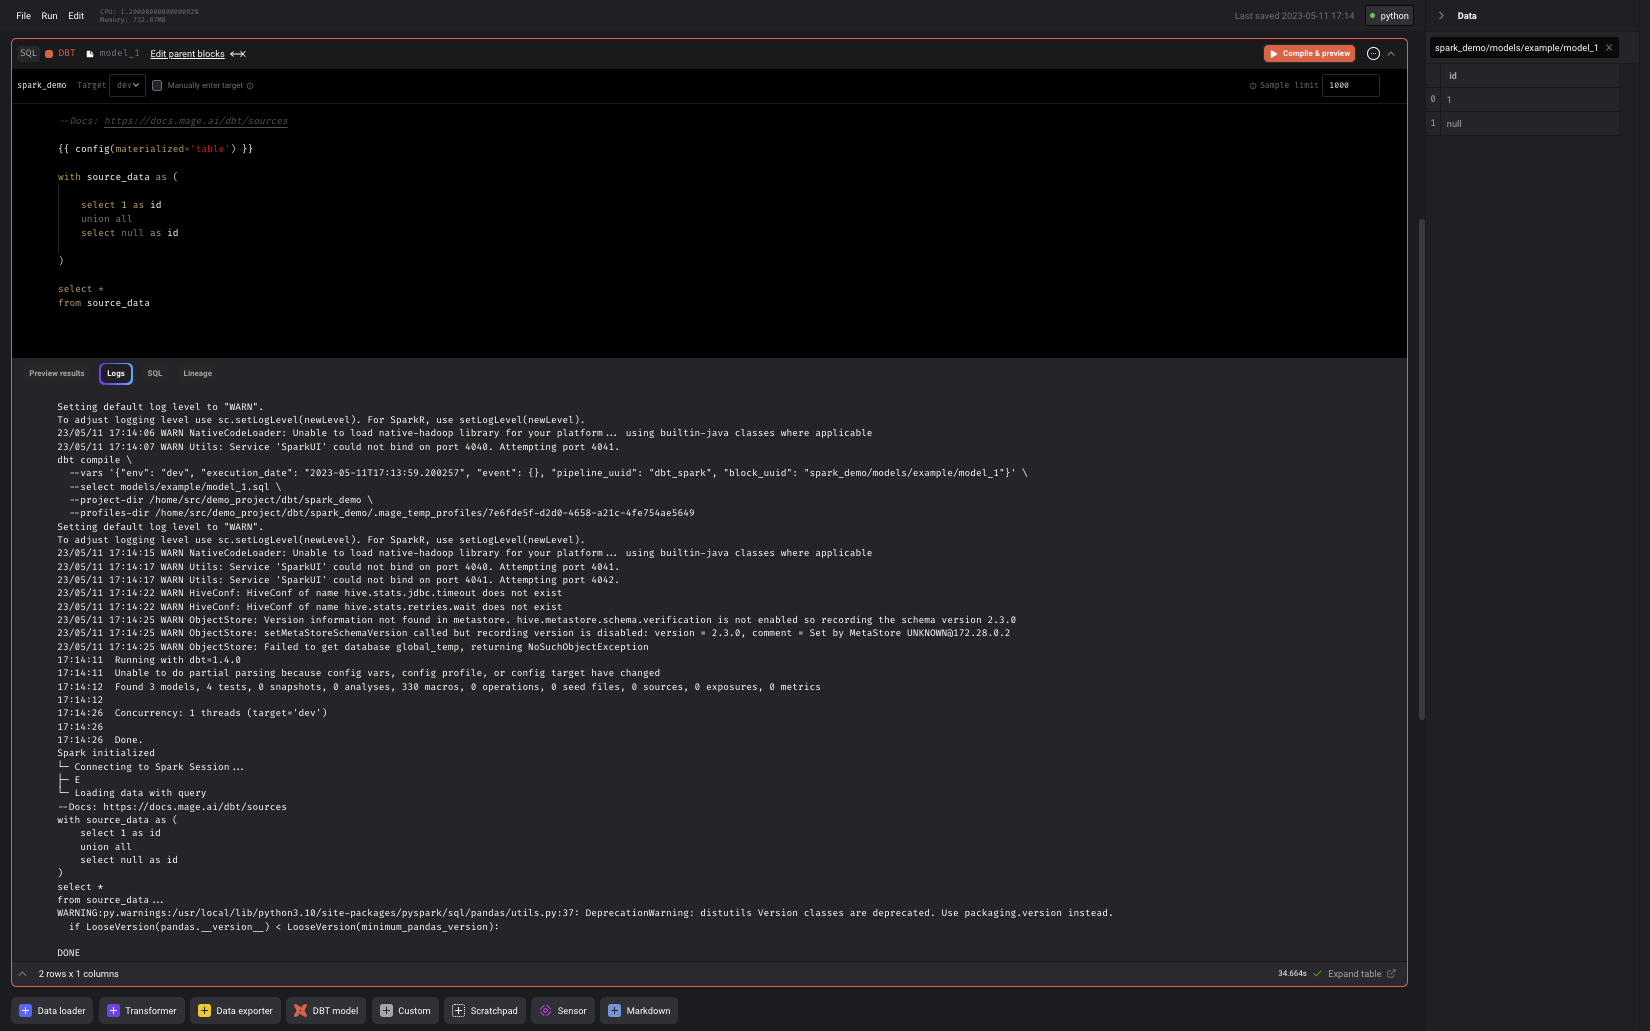 File Run Edit CPU: 1.2000000000000002% Last saved 2023-05-11 17:14 python Data
Memory: 732.07MB
SQL DBT model_1 Edit parent blocks Compile & preview
spark_demo Target dev Manually enter target Sample limit 1000
--Docs: https://docs.mage.ai/dbt/sources
{{ config(materialized='table') }}
with source_data as (
select 1 as id
union all
select null as id
)
select *
from source_data
Preview results Logs SQL Lineage
Setting default log level to "WARN".
To adjust logging level use sc.setLogLevel(newLevel). For SparkR, use setLogLevel(newLevel).
23/05/11 17:14:06 WARN NativeCodeLoader: Unable to load native-hadoop library for your platform... using builtin-java classes where applicable
23/05/11 17:14:07 WARN Utils: Service 'SparkUI' could not bind on port 4040. Attempting port 4041.
dbt compile \
--vars '{"env": "dev", "execution_date": "2023-05-11T17:13:59.200257", "event": {}, "pipeline_uuid": "dbt_spark", "block_uuid": "spark_demo/models/example/model_1"}' \
--select models/example/model_1.sql \
--project-dir /home/src/demo_project/dbt/spark_demo \
--profiles-dir /home/src/demo_project/dbt/spark_demo/.mage_temp_profiles/7e6fde5f-d2d0-4658-a21c-4fe754ae5649
Setting default log level to "WARN".
To adjust logging level use sc.setLogLevel(newLevel). For SparkR, use setLogLevel(newLevel).
23/05/11 17:14:15 WARN NativeCodeLoader: Unable to load native-hadoop library for your platform... using builtin-java classes where applicable
23/05/11 17:14:17 WARN Utils: Service 'SparkUI' could not bind on port 4040. Attempting port 4041.
23/05/11 17:14:17 WARN Utils: Service 'SparkUI' could not bind on port 4041. Attempting port 4042.
23/05/11 17:14:22 WARN HiveConf: HiveConf of name hive.stats.jdbc.timeout does not exist
23/05/11 17:14:22 WARN HiveConf: HiveConf of name hive.stats.retries.wait does not exist
23/05/11 17:14:25 WARN ObjectStore: Version information not found in metastore. hive.metastore.schema.verification is not enabled so recording the schema version 2.3.0
23/05/11 17:14:25 WARN ObjectStore: setMetaStoreSchemaVersion called but recording version is disabled: version = 2.3.0, comment = Set by MetaStore UNKNOWN@172.28.0.2
23/05/11 17:14:25 WARN ObjectStore: Failed to get database global_temp, returning NoSuchObjectException
17:14:11 Running with dbt=1.4.0
17:14:11 Unable to do partial parsing because config vars, config profile, or config target have changed
17:14:12 Found 3 models, 4 tests, 0 snapshots, 0 analyses, 330 macros, 0 operations, 0 seed files, 0 sources, 0 exposures, 0 metrics
17:14:12
17:14:26 Concurrency: 1 threads (target='dev')
17:14:26
17:14:26 Done.
Spark initialized
└─ Connecting to Spark Session...
├─ E
└─ Loading data with query
--Docs: https://docs.mage.ai/dbt/sources
with source_data as (
select 1 as id
union all
select null as id
)
select *
from source_data...
WARNING:py.warnings:/usr/local/lib/python3.10/site-packages/pyspark/sql/pandas/utils.py:37: DeprecationWarning: distutils Version classes are deprecated. Use packaging.version instead.
if LooseVersion(pandas.__version__) < LooseVersion(minimum_pandas_version):
DONE
2 rows x 1 columns 34.664s Expand table
Data loader Transformer Data exporter DBT model Custom Scratchpad Sensor Markdown
spark_demo/models/example/model_1 ×
id
0 1
1 null